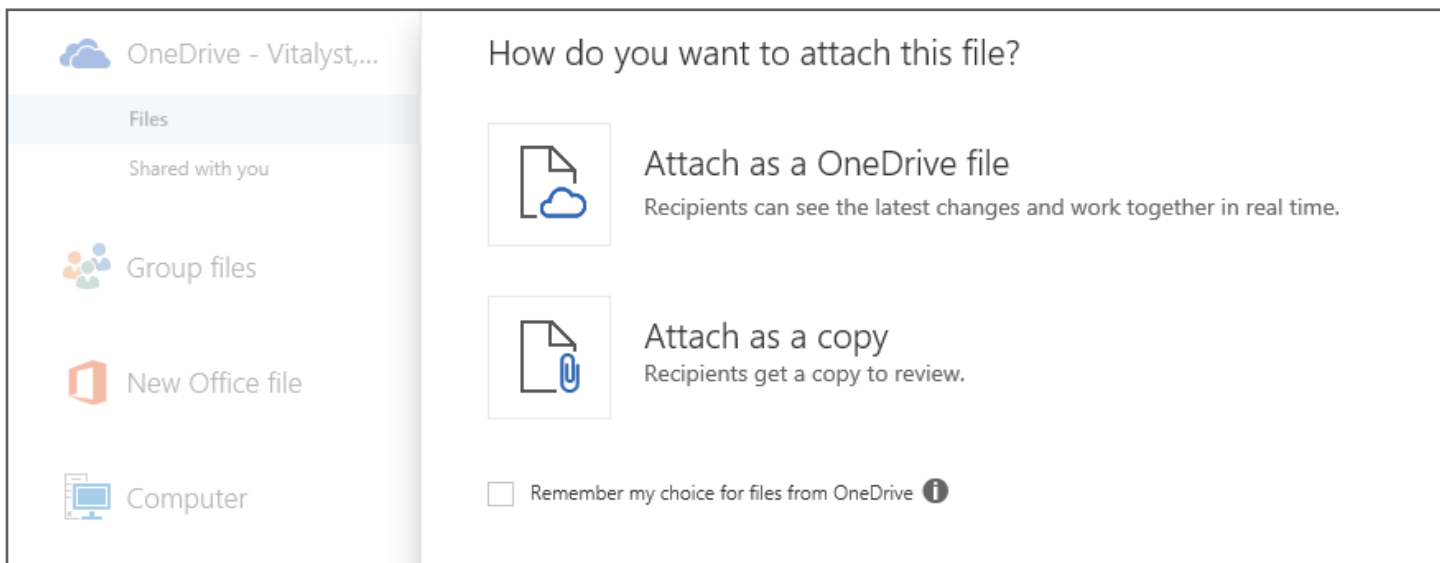 OneDrive - Vitalyst,...
Files
Shared with you
Group files
New Office file
Computer
How do you want to attach this file?
Attach as a OneDrive file
Recipients can see the latest changes and work together in real time.
Attach as a copy
Recipients get a copy to review.
Remember my choice for files from OneDrive